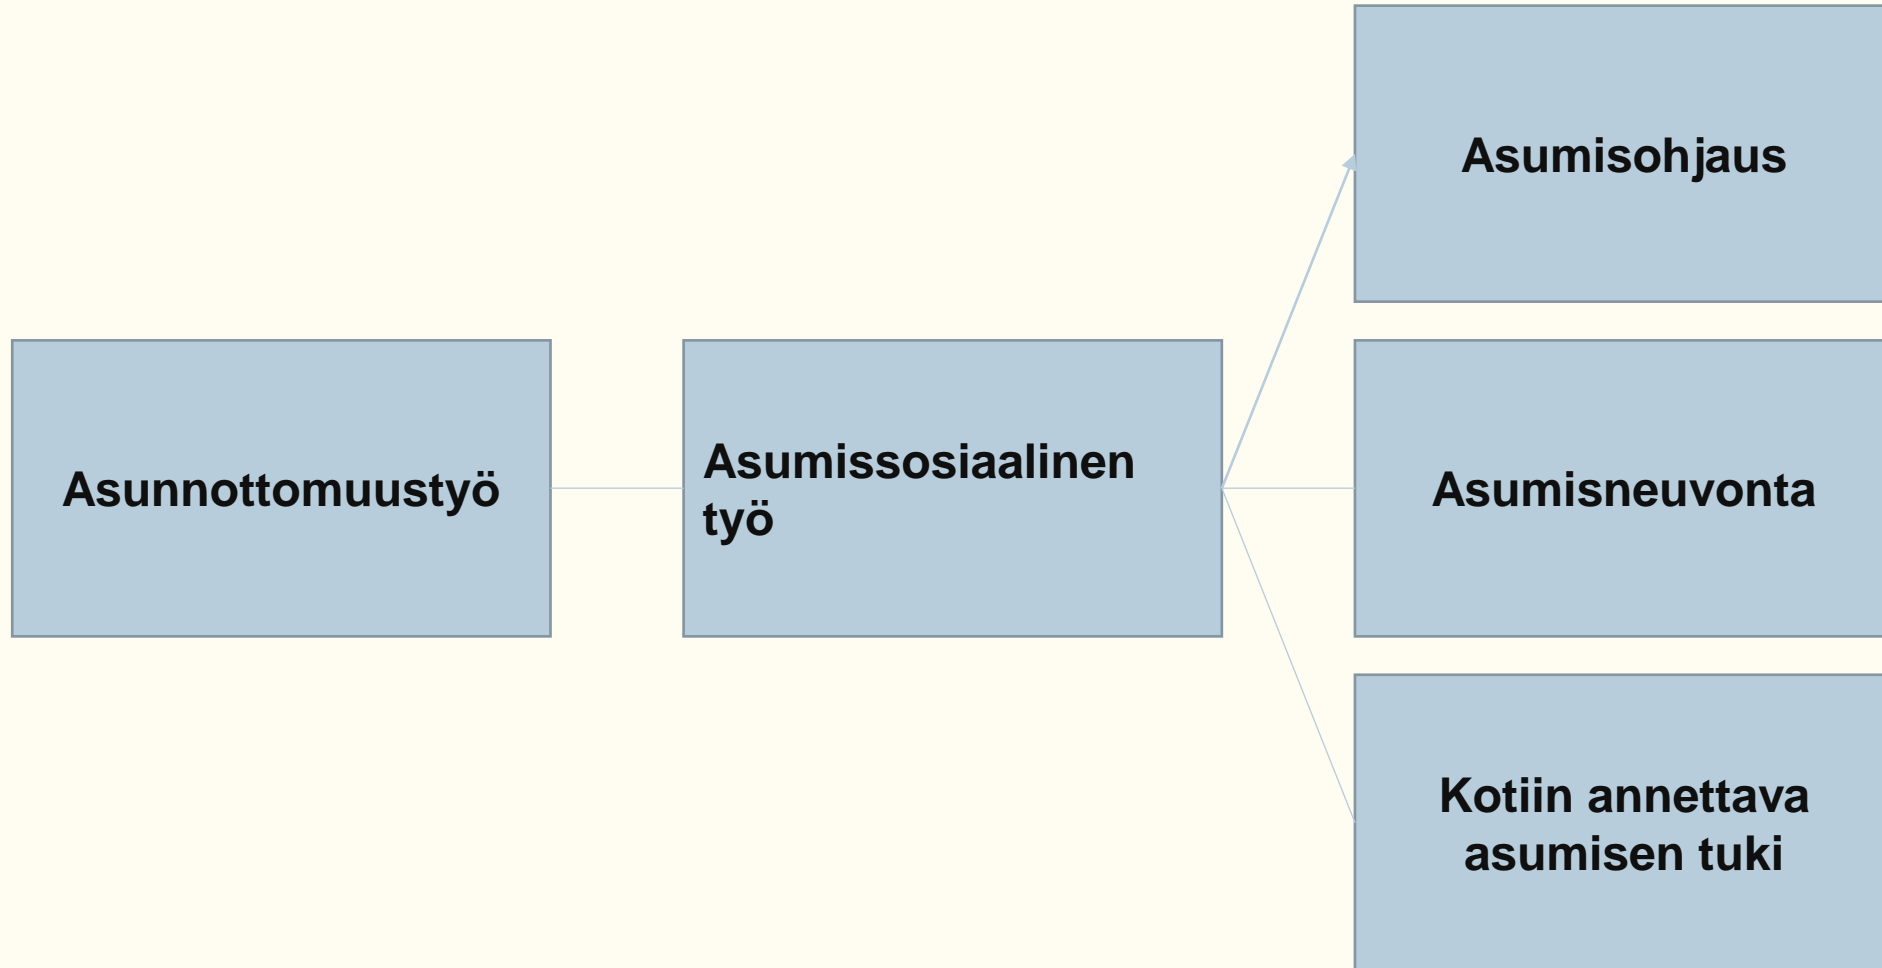 Asunnottomuustyö
Asumissosiaalinen
työ
Asumisohjaus
Asumisneuvonta
Kotiin annettava
asumisen tuki